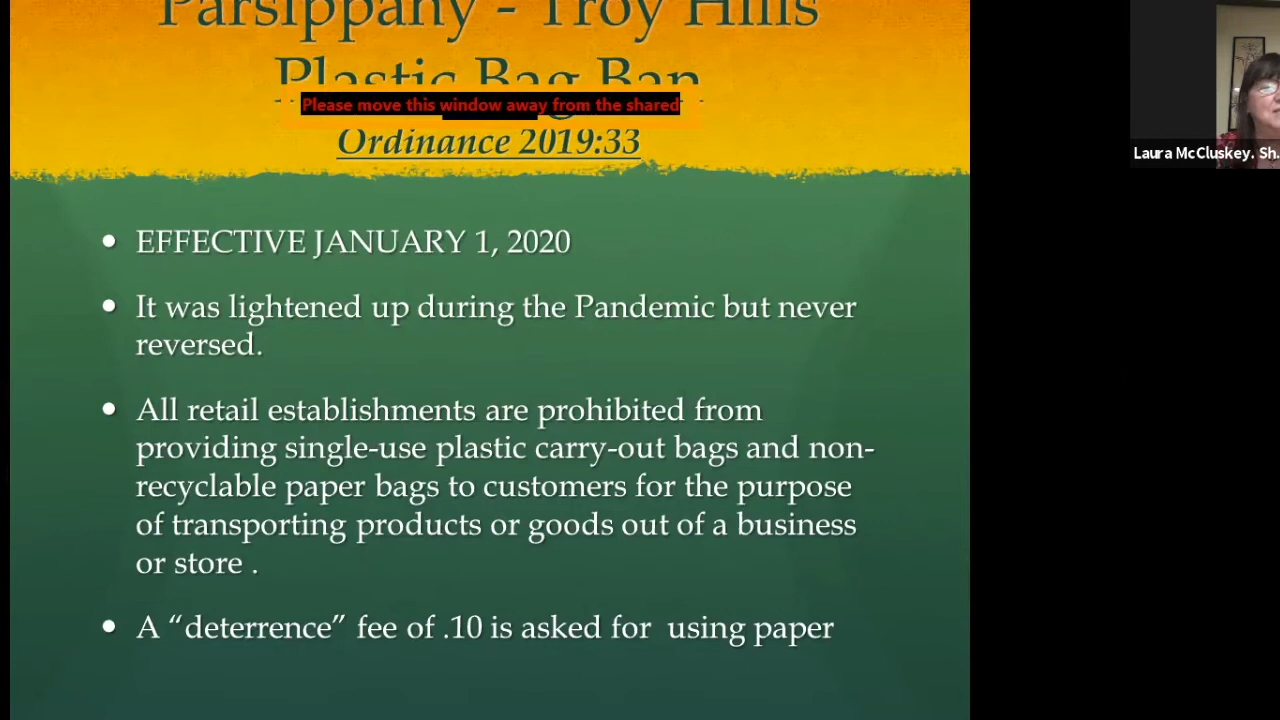 Parsippany - Troy Hills
Plastic Bag Ban
Please move this window away from the shared
Ordinance 2019:33
Laura McCluskey. Sh.
• EFFECTIVE JANUARY 1, 2020
• It was lightened up during the Pandemic but never
reversed.
• All retail establishments are prohibited from
providing single-use plastic carry-out bags and non-
recyclable paper bags to customers for the purpose
of transporting products or goods out of a business
or store .
• A “deterrence” fee of .10 is asked for  using paper